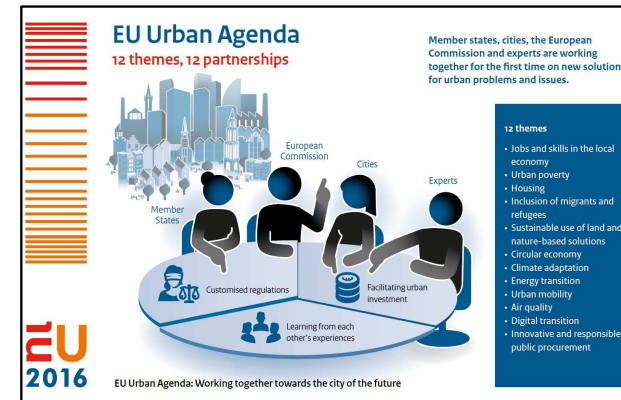 EU Urban Agenda
12 themes, 12 partnerships
Member states, cities, the European
Commission and experts are working
together for the first time on new solution
for urban problems and issues.
European
Commission
Cities
Experts
Member
States
Customised regulations
Facilitating urban
investment
Learning from each
other's experiences
12 themes
• Jobs and skills in the local
economy
• Urban poverty
• Housing
• Inclusion of migrants and
refugees
• Sustainable use of land and
nature-based solutions
• Circular economy
• Climate adaptation
• Energy transition
• Urban mobility
• Air quality
• Digital transition
• Innovative and responsible
public procurement
nl
EU
2016
EU Urban Agenda: Working together towards the city of the future